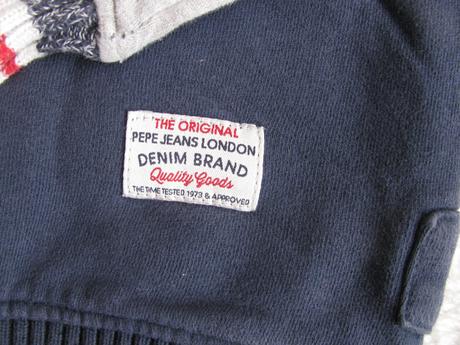 THE ORIGINAL
PEPE JEANS LONDON
DENIM BRAND
Quality Goods
THE TIME TESTED 1973 & APPROVED